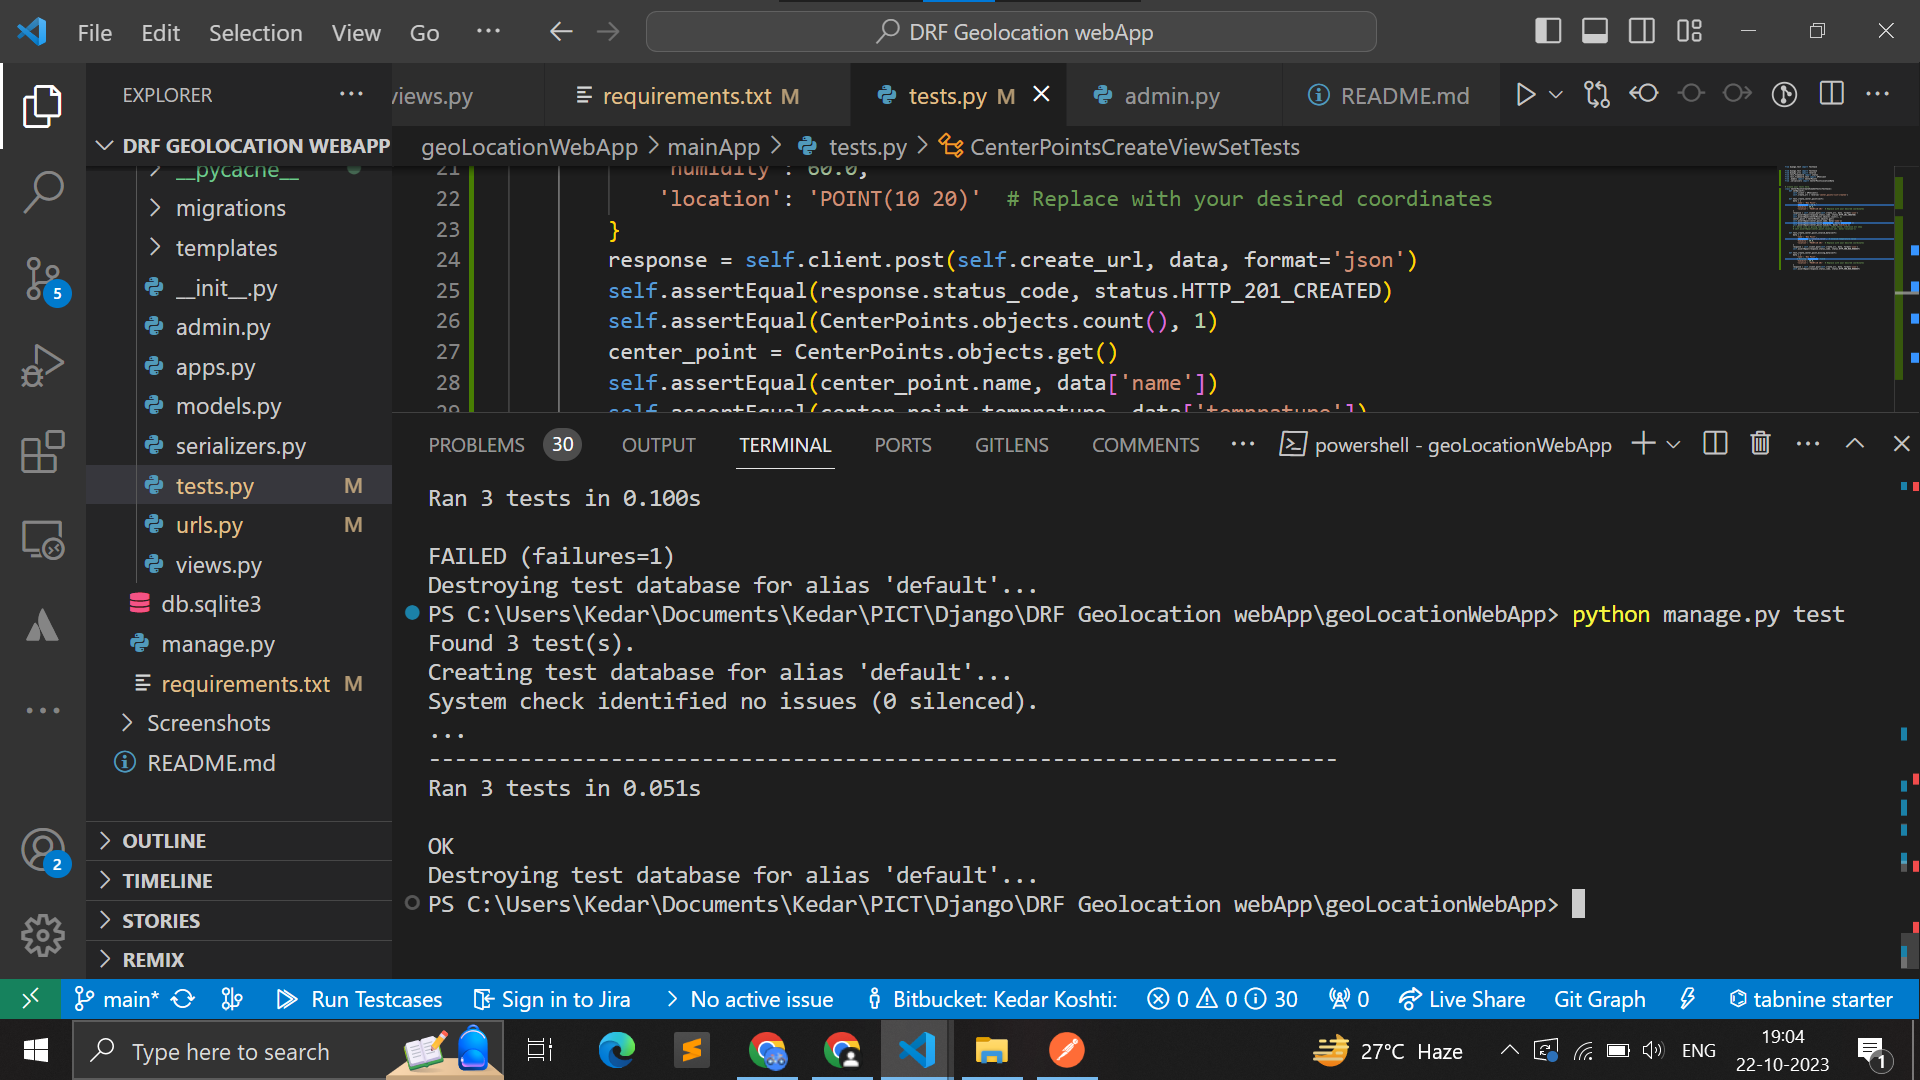 File Edit Selection View Go ··· DRF Geolocation webApp
EXPLORER ···
views.py requirements.txt M tests.py M admin.py README.md
DRF GEOLOCATION WEBAPP
geoLocationWebApp > mainApp > tests.py > CenterPointsCreateViewSetTests
__pycache__
migrations
templates
__init__.py
admin.py
apps.py
models.py
serializers.py
tests.py M
urls.py M
views.py
db.sqlite3
manage.py
requirements.txt M
Screenshots
README.md
OUTLINE
TIMELINE
STORIES
REMIX
5
2
21 'humidity': 60.0,
22 'location': 'POINT(10 20)' # Replace with your desired coordinates
23 }
24 response = self.client.post(self.create_url, data, format='json')
25 self.assertEqual(response.status_code, status.HTTP_201_CREATED)
26 self.assertEqual(CenterPoints.objects.count(), 1)
27 center_point = CenterPoints.objects.get()
28 self.assertEqual(center_point.name, data['name'])
29 self.assertEqual(center_point.temprature, data['temprature'])
PROBLEMS 30 OUTPUT TERMINAL PORTS GITLENS COMMENTS ··· powershell - geoLocationWebApp
Ran 3 tests in 0.100s
FAILED (failures=1)
Destroying test database for alias 'default'...
PS C:\Users\Kedar\Documents\Kedar\PICT\Django\DRF Geolocation webApp\geoLocationWebApp> python manage.py test
Found 3 test(s).
Creating test database for alias 'default'...
System check identified no issues (0 silenced).
...
----------------------------------------------------------------------
Ran 3 tests in 0.051s
OK
Destroying test database for alias 'default'...
PS C:\Users\Kedar\Documents\Kedar\PICT\Django\DRF Geolocation webApp\geoLocationWebApp>
main* Run Testcases Sign in to Jira > No active issue Bitbucket: Kedar Koshti: 0 0 30 0 Live Share Git Graph tabnine starter
Type here to search 27°C Haze ENG 19:04
22-10-2023 1